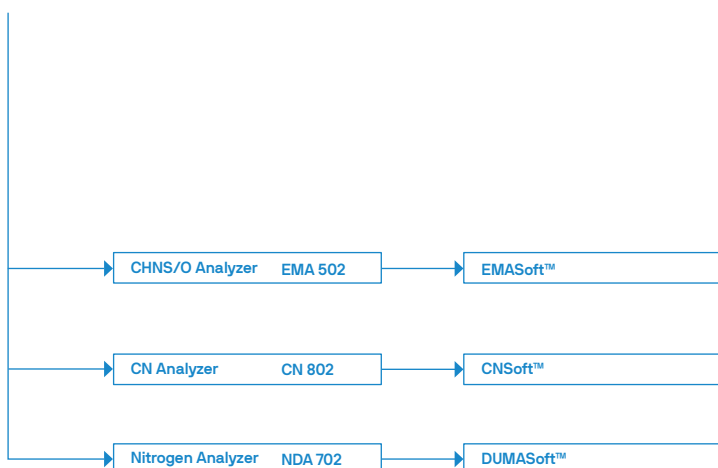 CHNS/O Analyzer EMA 502 EMASoft™
CN Analyzer CN 802 CNSoft™
Nitrogen Analyzer NDA 702 DUMASoft™